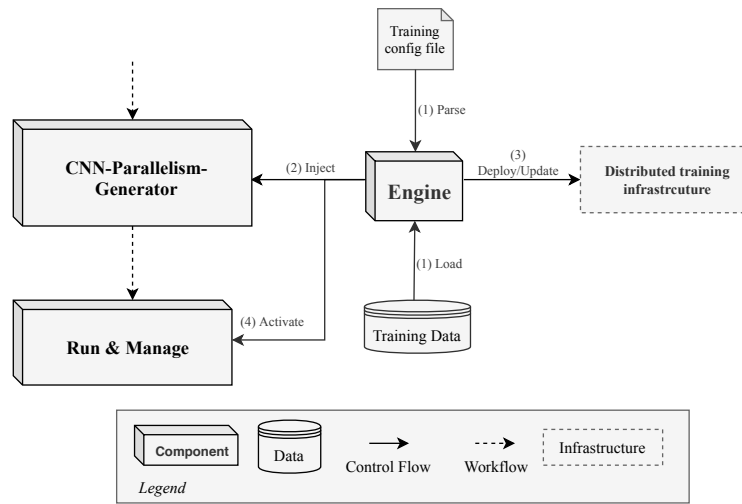 Training
config file
(1) Parse
CNN-Parallelism-
Generator
(2) Inject
Engine
(3)
Deploy/Update
Distributed training
infrastrcuture
(1) Load
Training Data
(4) Activate
Run & Manage
Component
Data
Control Flow
Workflow
Infrastructure
Legend